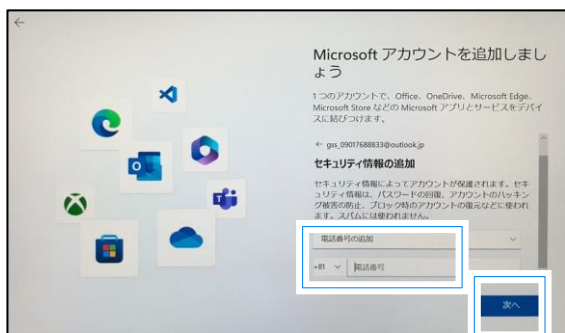 Microsoft アカウントを追加しまし
ょう
1 つのアカウントで、Office、OneDrive、Microsoft Edge、
Microsoft Store などの Microsoft アプリとサービスをデバイ
スに結びつけます。
← gss_09017688833@outlook.jp
セキュリティ情報の追加
セキュリティ情報によってアカウントが保護されます。セキ
ュリティ情報は、パスワードの回復、アカウントのハッキン
グ被害の防止、ブロック時のアカウントの復元などに使われ
ます。スパムには使われません。
電話番号の追加
+81 電話番号
次へ